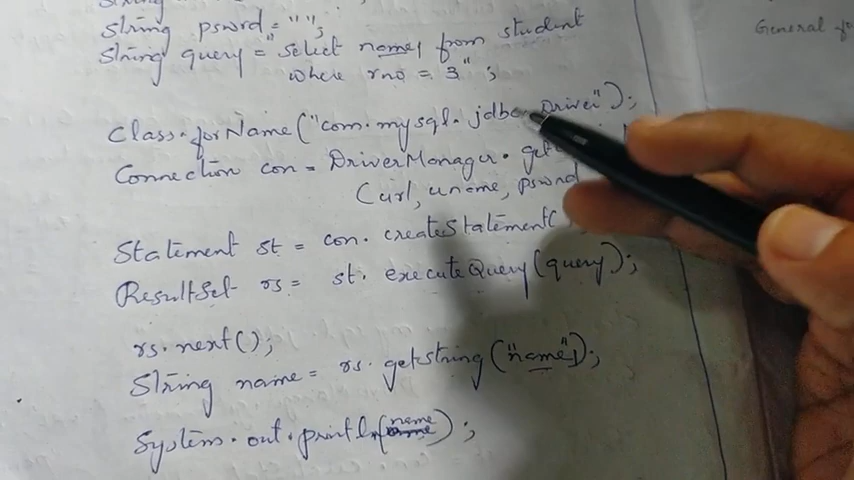 String pswrd = "";
String query = "select name, from student
where rno = 3";
General
Class.forName("com.mysql.jdbc.Driver");
Connection con = DriverManager.get
(url, uname, pswrd
Statement st = con.createStatement(
ResultSet rs = st.executeQuery(query);
rs.next();
String name = rs.getString("name");
System.out.println(name);